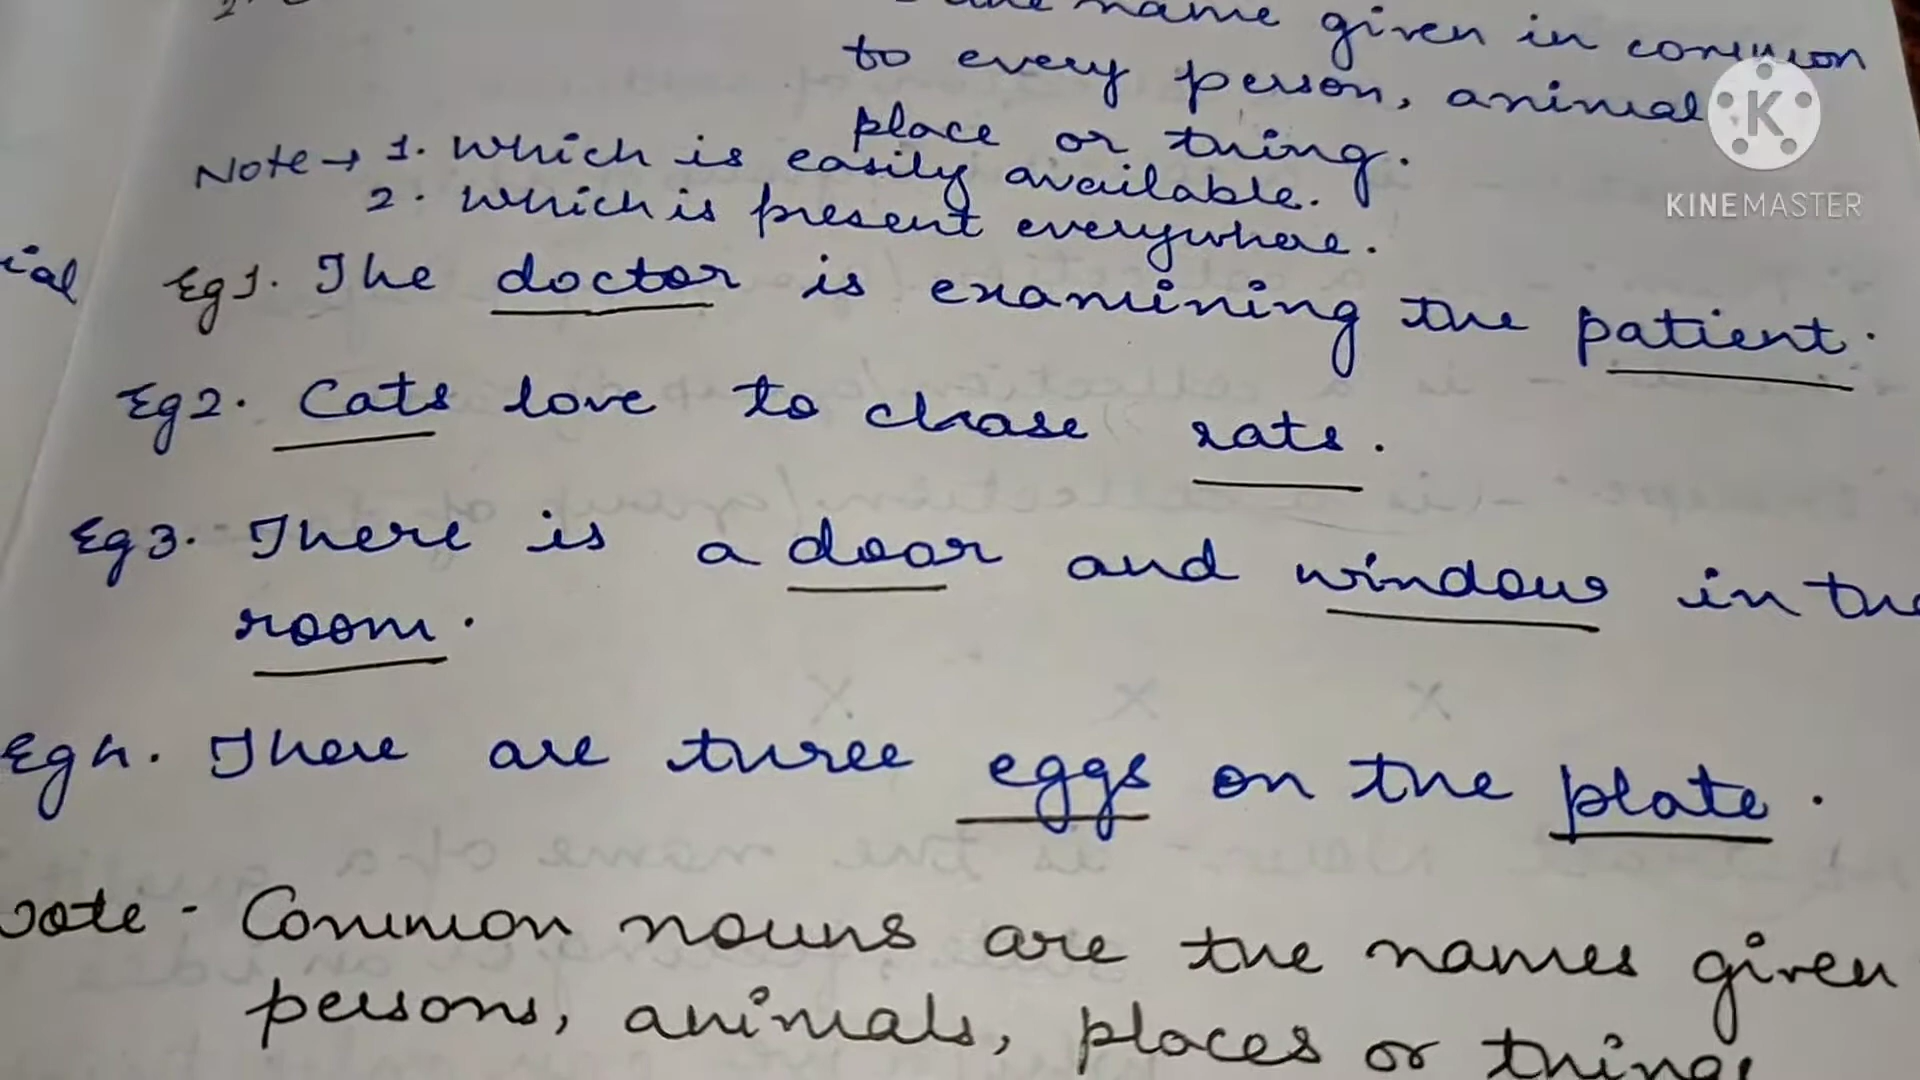 the name given in common
to every person, animal
place or thing.
Note → 1. Which is easily available.
2. Which is present everywhere.
ial
Eg1. The doctor is examining the patient.
Eg2. Cats love to chase rats.
Eg3. There is a door and window in the
room.
Eg4. There are three eggs on the plate.
Note - Common nouns are the names given
persons, animals, places or things
K
KINEMASTER